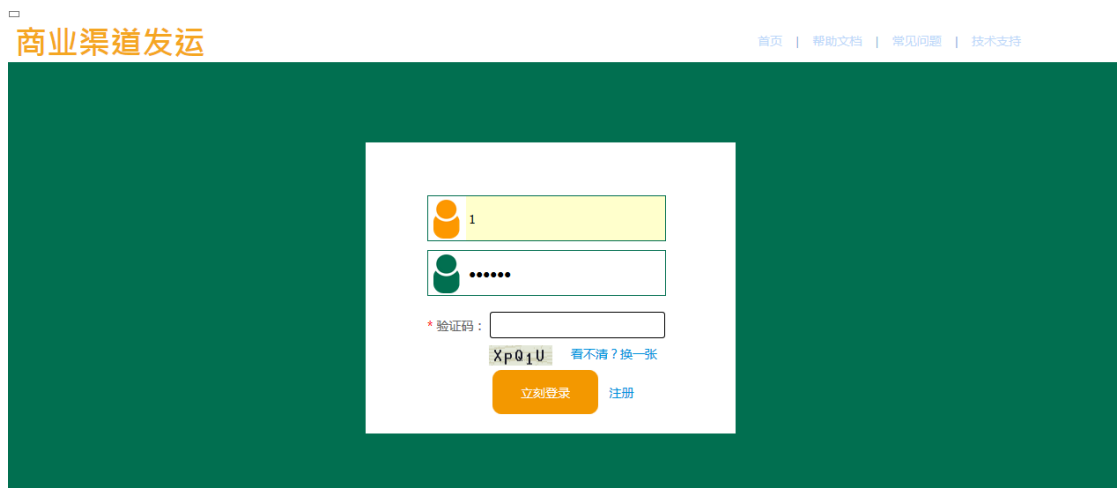 商业渠道发运
首页 | 帮助文档 | 常见问题 | 技术支持
1
••••••
* 验证码：
XpQ1U 看不清？换一张
立刻登录 注册